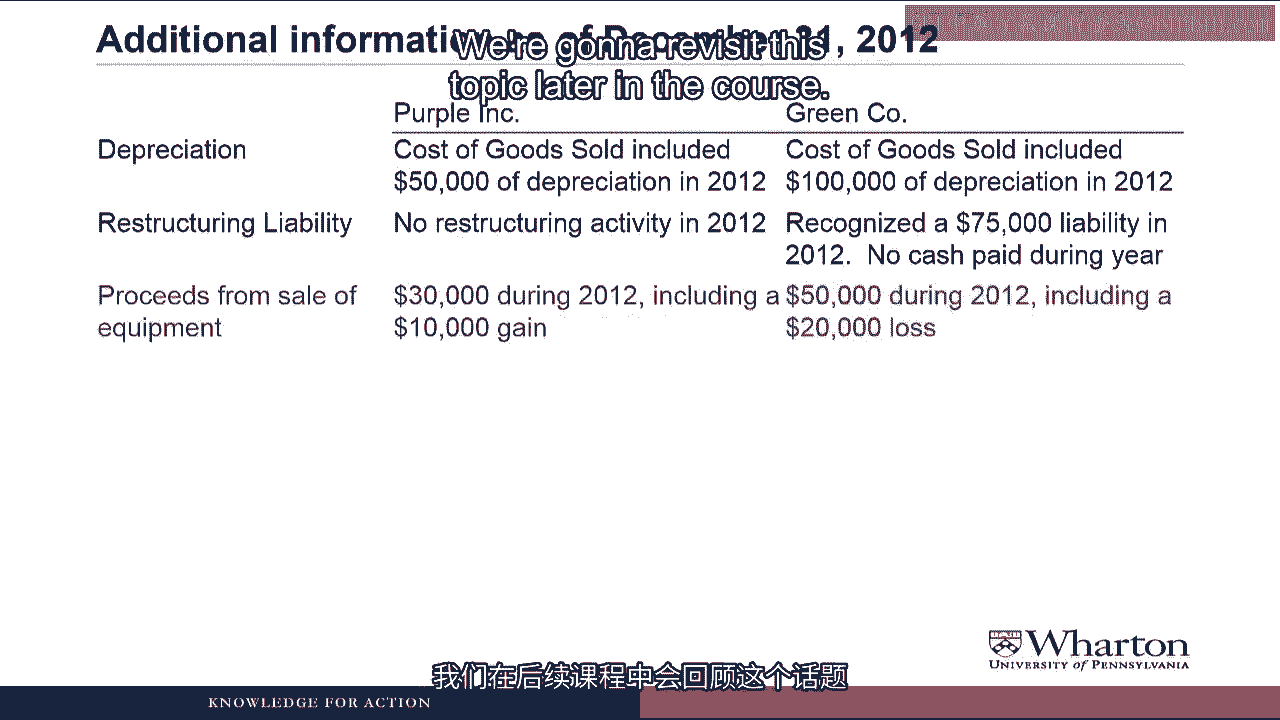 Additional information as of December 31, 2012
We're gonna revisit this
topic later in the course.
Purple Inc. Green Co.
Depreciation Cost of Goods Sold included Cost of Goods Sold included
$50,000 of depreciation in 2012 $100,000 of depreciation in 2012
Restructuring Liability No restructuring activity in 2012 Recognized a $75,000 liability in
2012. No cash paid during year
Proceeds from sale of $30,000 during 2012, including a $50,000 during 2012, including a
equipment $10,000 gain $20,000 loss
Wharton
UNIVERSITY of PENNSYLVANIA
我们在后续课程中会回顾这个话题
KNOWLEDGE FOR ACTION